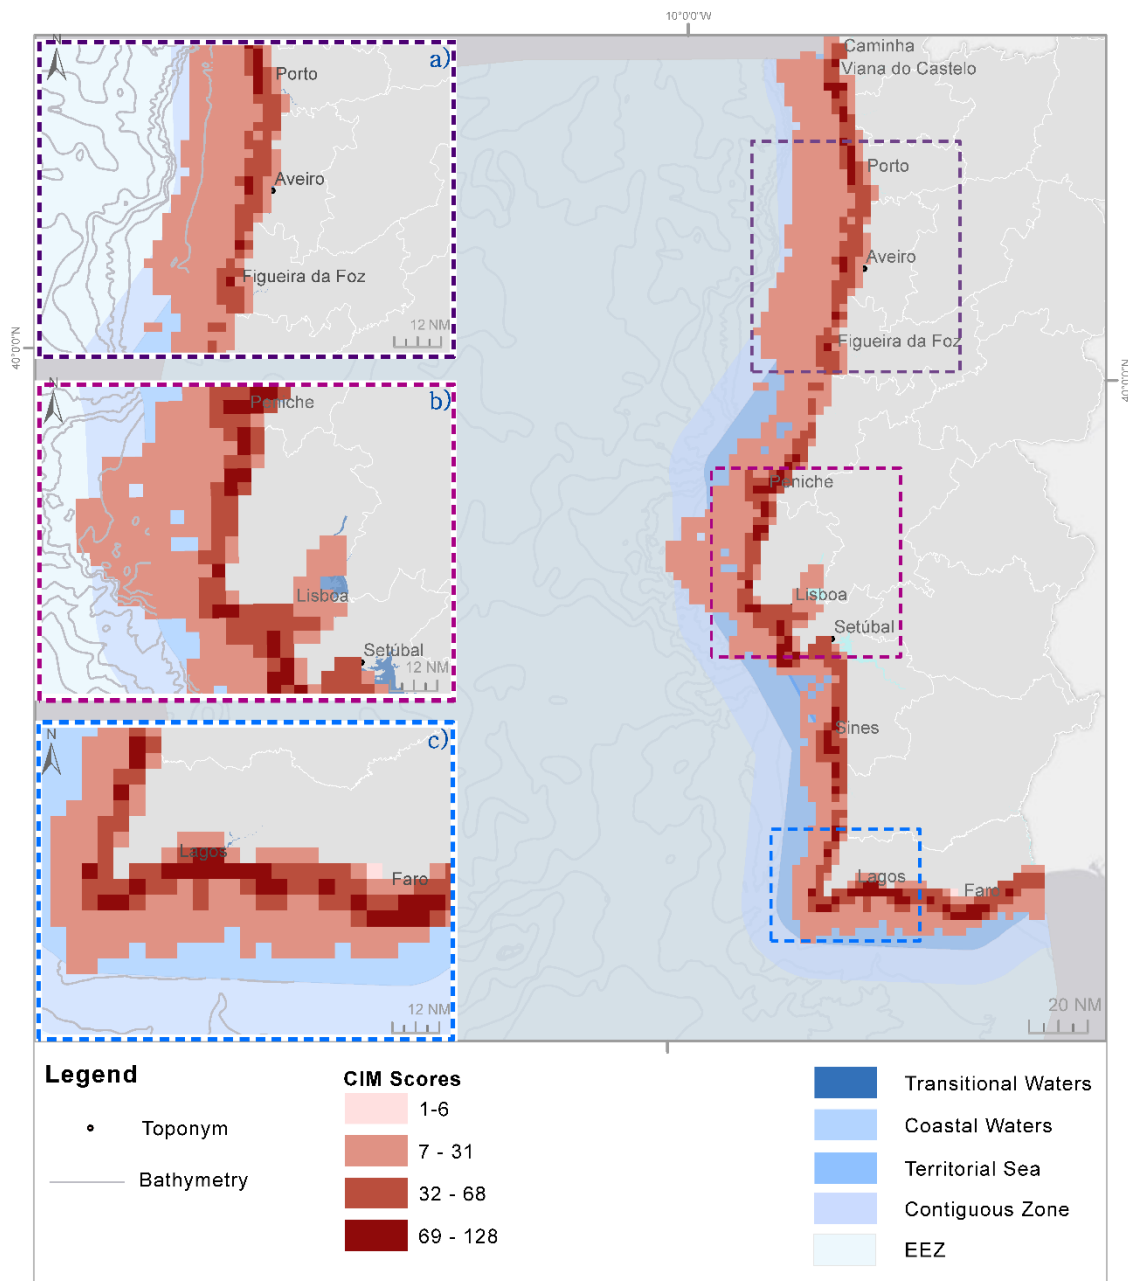 10°0'0"W
N
a)
Porto
Aveiro
Figueira da Foz
12 NM
40°0'0"N
N
b)
Peniche
Lisboa
Setúbal
12 NM
N
c)
Lagos
Faro
12 NM
Caminha
Viana do Castelo
Porto
Aveiro
Figueira da Foz
40°0'0"N
Peniche
Lisboa
Setúbal
Sines
Lagos
Faro
20 NM
Legend
Toponym
Bathymetry
CIM Scores
1-6
7 - 31
32 - 68
69 - 128
Transitional Waters
Coastal Waters
Territorial Sea
Contiguous Zone
EEZ